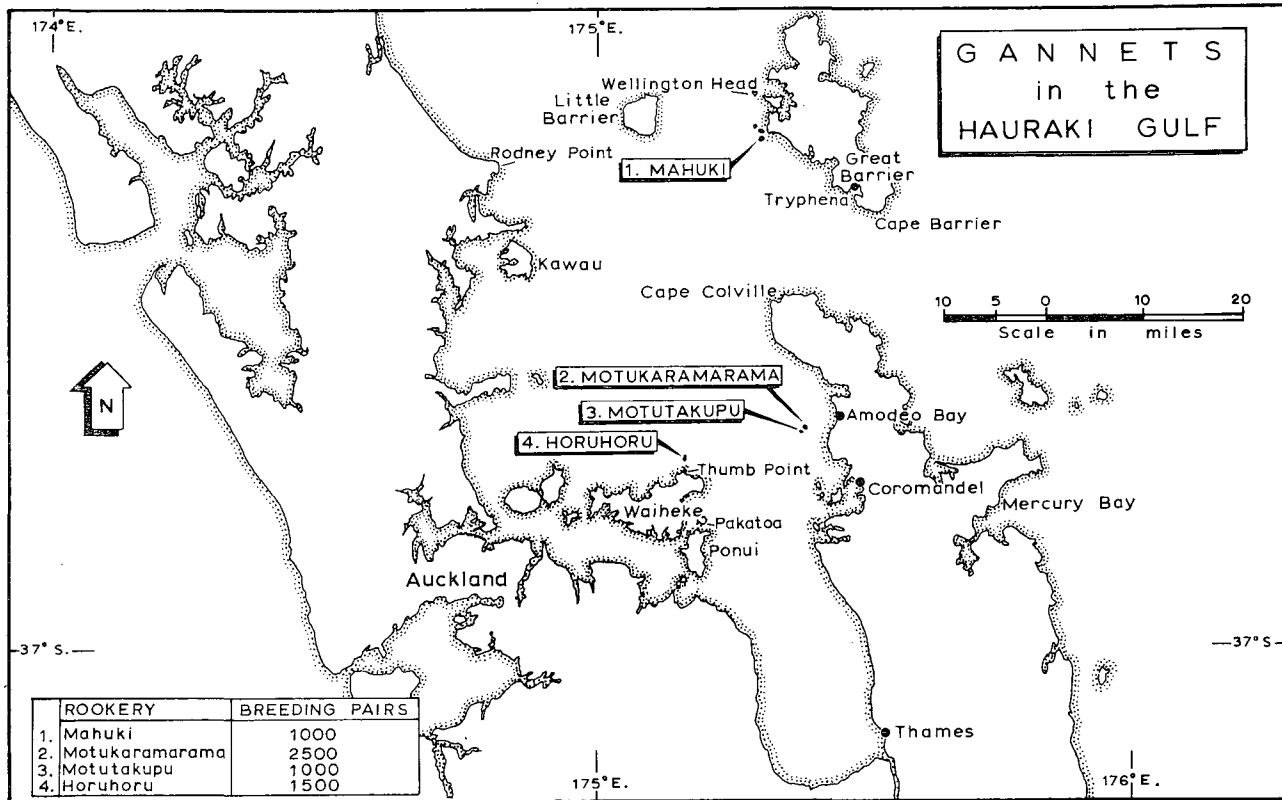 174°E.
175°E.
GANNETS
in the
HAURAKI GULF
Wellington Head
Little
Barrier
Rodney Point
1. MAHUKI
Great
Barrier
Tryphena
Cape Barrier
Kawau
Cape Colville
10 5 0 10 20
Scale in miles
N
2. MOTUKARAMARAMA
3. MOTUTAKUPU
Amodeo Bay
4. HORUHORU
Thumb Point
Coromandel
Waiheke
Mercury Bay
Pakatoa
Ponui
Auckland
37° S.
37° S
ROOKERY BREEDING PAIRS
1. Mahuki 1000
2. Motukaramarama 2500
3. Motutakupu 1000
4. Horuhoru 1500
Thames
175°E.
176°E.